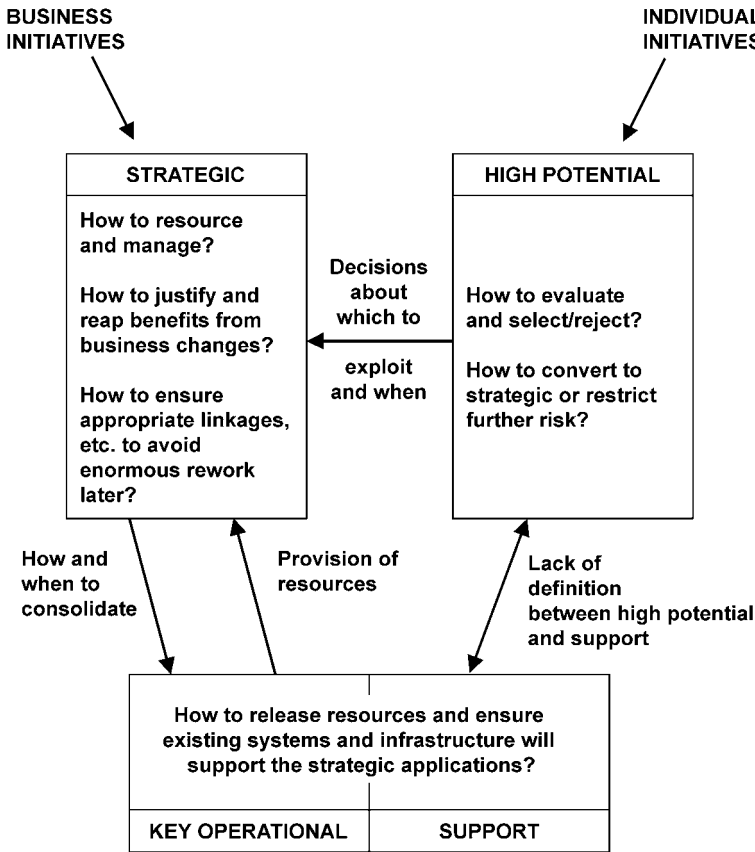 BUSINESS
INITIATIVES
INDIVIDUAL
INITIATIVES
STRATEGIC
How to resource
and manage?
How to justify and
reap benefits from
business changes?
How to ensure
appropriate linkages,
etc. to avoid
enormous rework
later?
Decisions
about
which to
exploit
and when
HIGH POTENTIAL
How to evaluate
and select/reject?
How to convert to
strategic or restrict
further risk?
How and
when to
consolidate
Provision of
resources
Lack of
definition
between high potential
and support
How to release resources and ensure
existing systems and infrastructure will
support the strategic applications?
KEY OPERATIONAL
SUPPORT